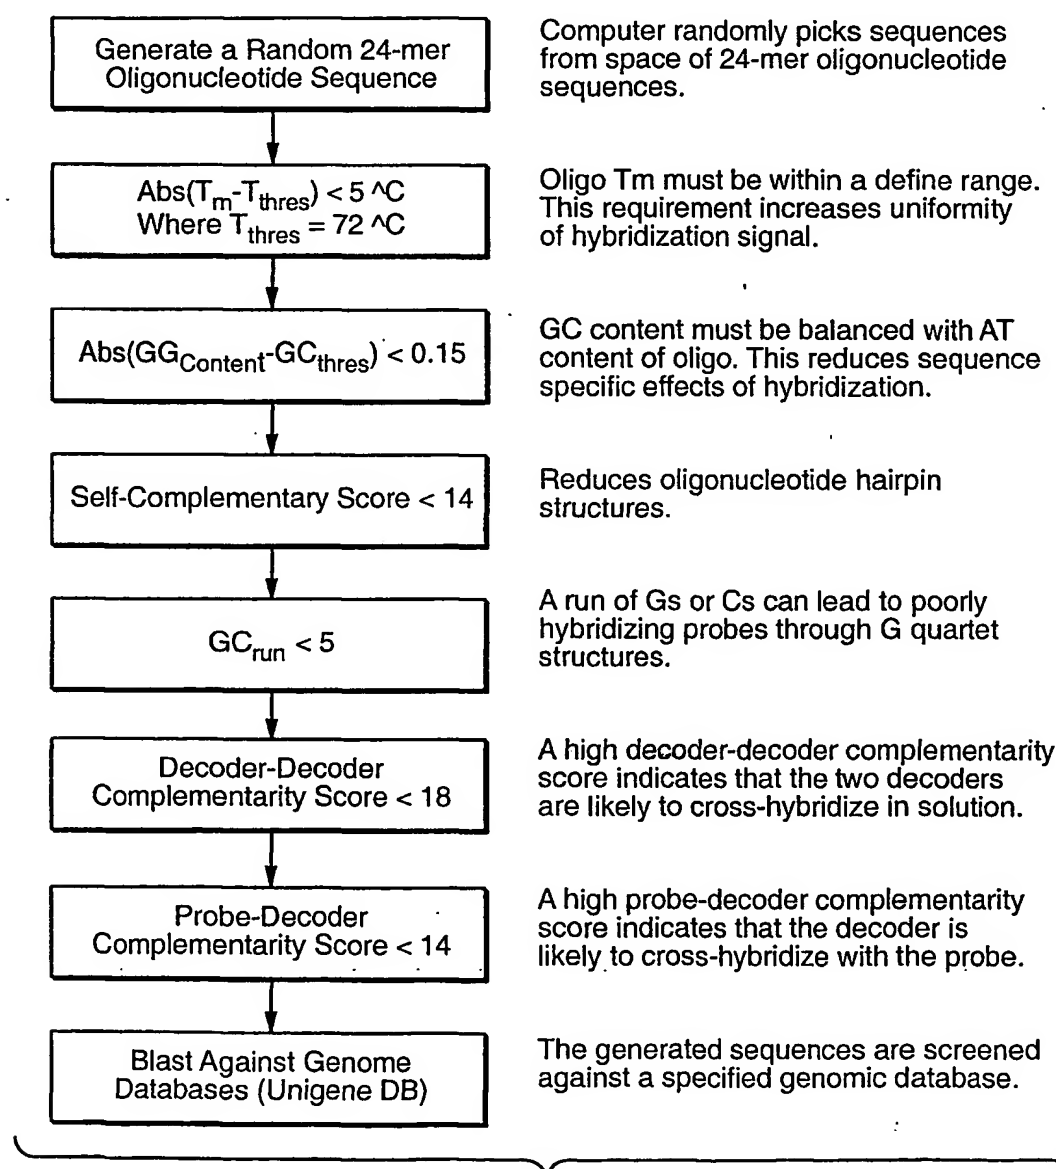 Generate a Random 24-mer
Oligonucleotide Sequence
Computer randomly picks sequences
from space of 24-mer oligonucleotide
sequences.
Abs(Tm-Tthres) < 5 ^C
Where Tthres = 72 ^C
Oligo Tm must be within a define range.
This requirement increases uniformity
of hybridization signal.
Abs(GGContent-GCthres) < 0.15
GC content must be balanced with AT
content of oligo. This reduces sequence
specific effects of hybridization.
Self-Complementary Score < 14
Reduces oligonucleotide hairpin
structures.
GCrun < 5
A run of Gs or Cs can lead to poorly
hybridizing probes through G quartet
structures.
Decoder-Decoder
Complementarity Score < 18
A high decoder-decoder complementarity
score indicates that the two decoders
are likely to cross-hybridize in solution.
Probe-Decoder
Complementarity Score < 14
A high probe-decoder complementarity
score indicates that the decoder is
likely to cross-hybridize with the probe.
Blast Against Genome
Databases (Unigene DB)
The generated sequences are screened
against a specified genomic database.